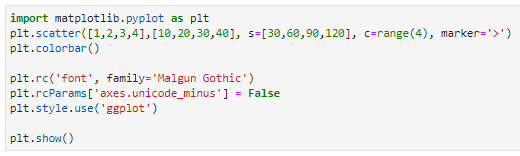 import matplotlib.pyplot as plt
plt.scatter([1,2,3,4],[10,20,30,40], s=[30,60,90,120], c=range(4), marker='>')
plt.colorbar()
plt.rc('font', family='Malgun Gothic')
plt.rcParams['axes.unicode_minus'] = False
plt.style.use('ggplot')
plt.show()